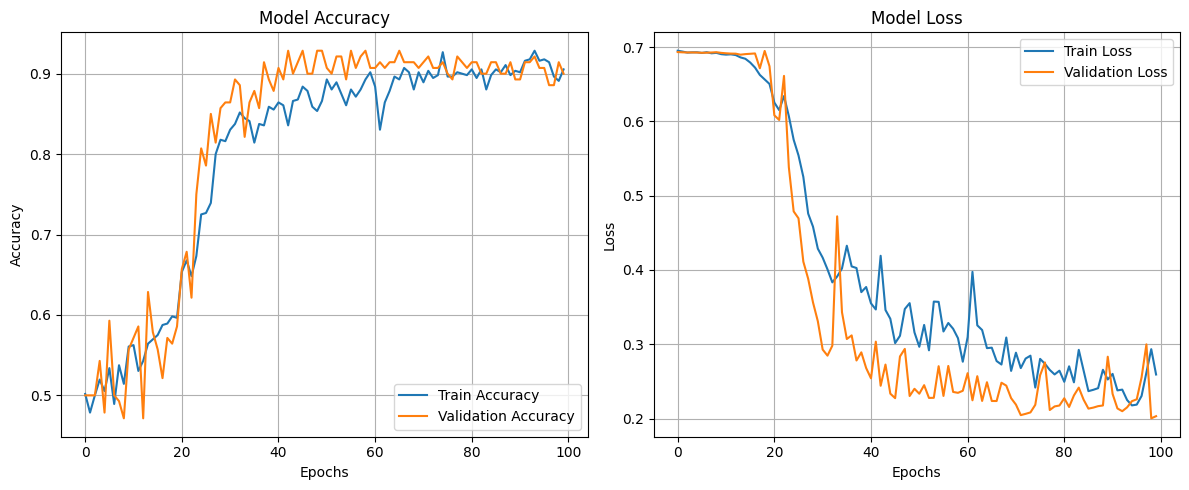 Model Accuracy
0.9
0.8
0.7
0.6
0.5
Accuracy
Train Accuracy
Validation Accuracy
0 20 40 60 80 100
Epochs
Model Loss
0.7
0.6
0.5
0.4
0.3
0.2
Loss
Train Loss
Validation Loss
0 20 40 60 80 100
Epochs